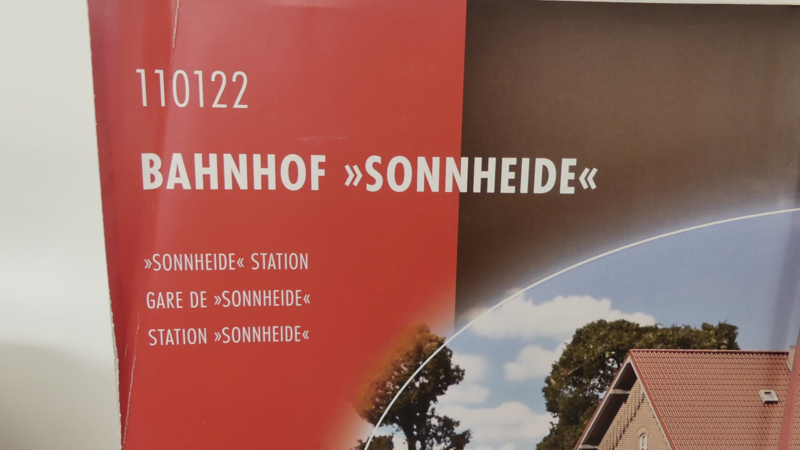 110122
BAHNHOF »SONNHEIDE«
»SONNHEIDE« STATION
GARE DE »SONNHEIDE«
STATION »SONNHEIDE«